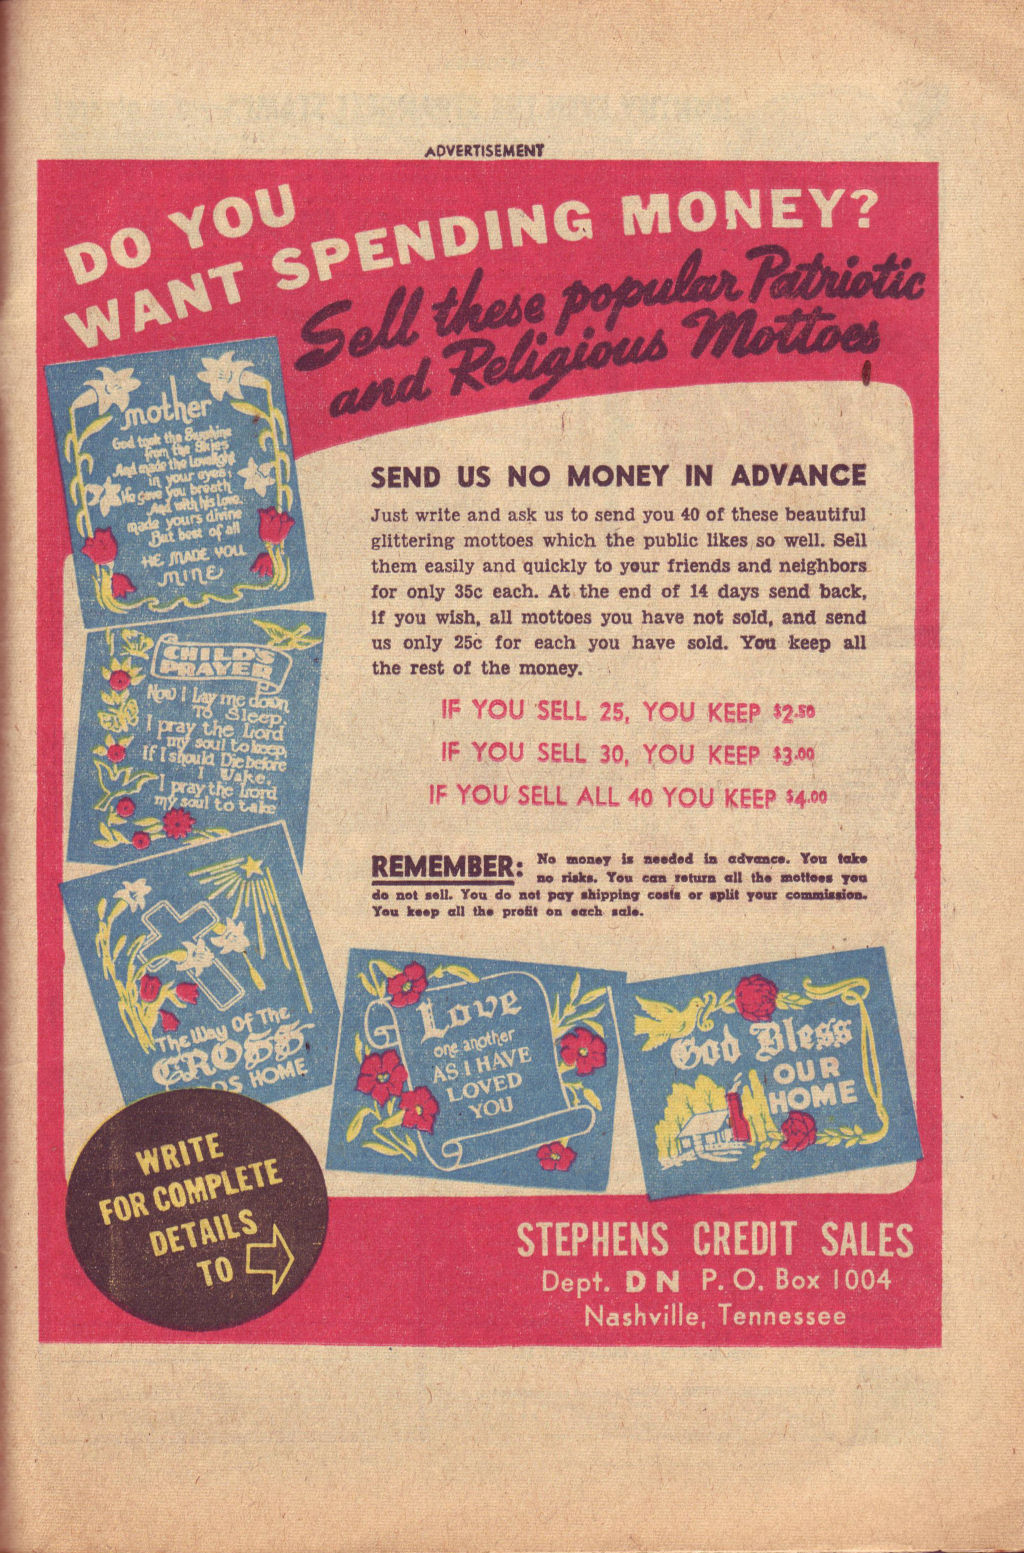 ADVERTISEMENT
DO YOU
WANT SPENDING MONEY?
Sell these popular Patriotic
and Religious Mottoes
mother
God took the Sunshine
from the Skies
And made the Lovelight
in your eyes,
He gave you breath
And with his Love,
made yours divine
But best of all
HE MADE YOU
MINE
CHILD'S
PRAYER
Now I Lay me down
To Sleep,
I pray the Lord
my soul to keep,
If I should Die before
I Wake,
I pray the Lord
my soul to take
The Way Of The
CROSS
HOME
SEND US NO MONEY IN ADVANCE
Just write and ask us to send you 40 of these beautiful
glittering mottoes which the public likes so well. Sell
them easily and quickly to your friends and neighbors
for only 35c each. At the end of 14 days send back,
if you wish, all mottoes you have not sold, and send
us only 25c for each you have sold. You keep all
the rest of the money.
IF YOU SELL 25, YOU KEEP $2.50
IF YOU SELL 30, YOU KEEP $3.00
IF YOU SELL ALL 40 YOU KEEP $4.00
REMEMBER: No money is needed in advance. You take
no risks. You can return all the mottoes you
do not sell. You do not pay shipping costs or split your commission.
You keep all the profit on each sale.
Love
one another
AS I HAVE
LOVED
YOU
God Bless
OUR
HOME
WRITE
FOR COMPLETE
DETAILS
TO
STEPHENS CREDIT SALES
Dept. DN P. O. Box 1004
Nashville, Tennessee